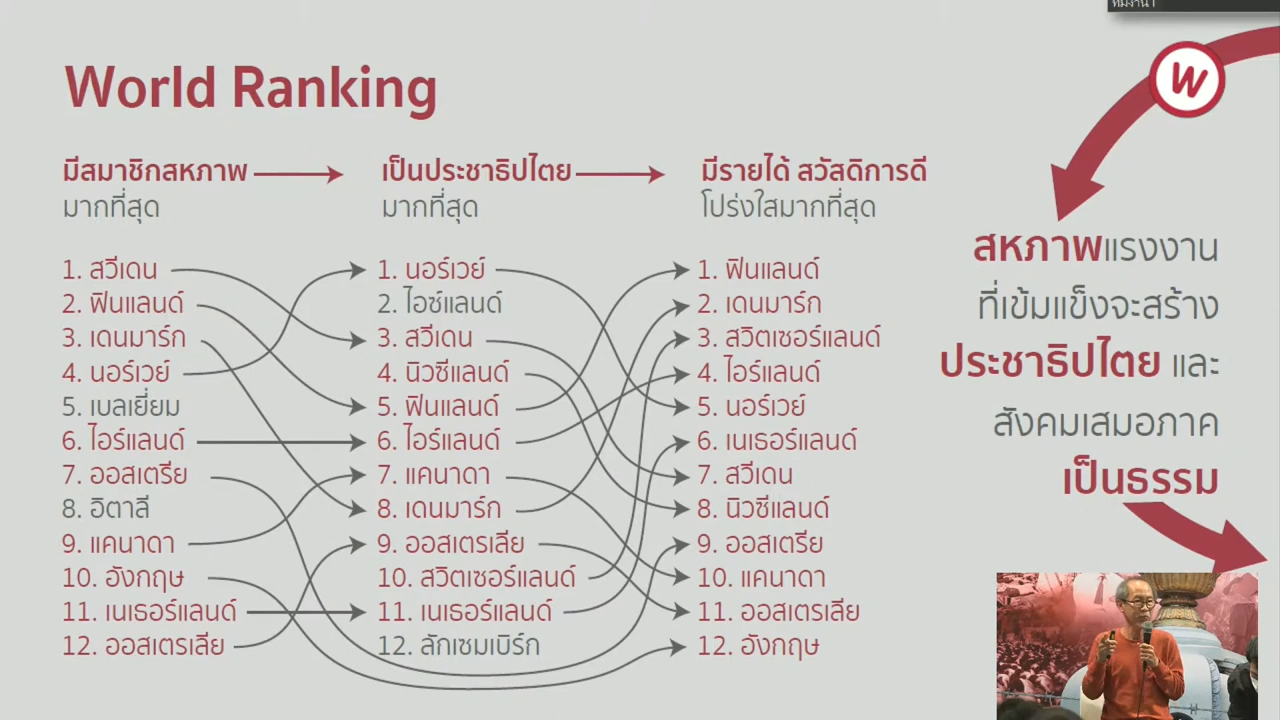 ทีมงาน 1
World Ranking
W
มีสมาชิกสหภาพ
มากที่สุด
1. สวีเดน
2. ฟินแลนด์
3. เดนมาร์ก
4. นอร์เวย์
5. เบลเยี่ยม
6. ไอร์แลนด์
7. ออสเตรีย
8. อิตาลี
9. แคนาดา
10. อังกฤษ
11. เนเธอร์แลนด์
12. ออสเตรเลีย
เป็นประชาธิปไตย
มากที่สุด
1. นอร์เวย์
2. ไอซ์แลนด์
3. สวีเดน
4. นิวซีแลนด์
5. ฟินแลนด์
6. ไอร์แลนด์
7. แคนาดา
8. เดนมาร์ก
9. ออสเตรเลีย
10. สวิตเซอร์แลนด์
11. เนเธอร์แลนด์
12. ลักเซมเบิร์ก
มีรายได้ สวัสดิการดี
โปร่งใสมากที่สุด
1. ฟินแลนด์
2. เดนมาร์ก
3. สวิตเซอร์แลนด์
4. ไอร์แลนด์
5. นอร์เวย์
6. เนเธอร์แลนด์
7. สวีเดน
8. นิวซีแลนด์
9. ออสเตรีย
10. แคนาดา
11. ออสเตรเลีย
12. อังกฤษ
สหภาพแรงงาน
ที่เข้มแข็งจะสร้าง
ประชาธิปไตย และ
สังคมเสมอภาค
เป็นธรรม